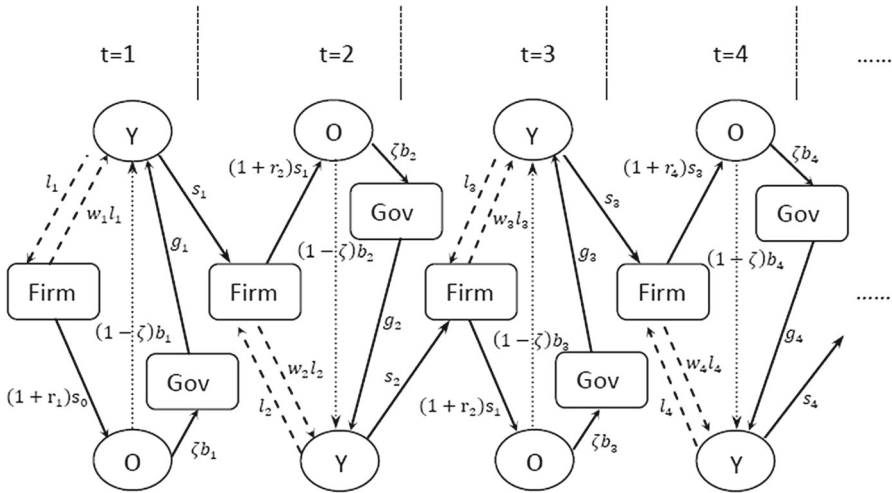 t=1
t=2
t=3
t=4
......
Y
O
Y
O
ζb₂
ζb₄
l₁
w₁l₁
s₁
(1+r₂)s₁
Gov
l₃
w₃l₃
s₃
(1+r₄)s₃
Gov
g₁
(1−ζ)b₂
g₃
(1−ζ)b₄
Firm
Firm
Firm
Firm
......
(1−ζ)b₁
g₂
(1−ζ)b₃
g₄
Gov
w₂l₂
s₂
Gov
w₄l₄
(1+r₁)s₀
l₂
(1+r₂)s₁
l₄
s₄
O
ζb₁
Y
O
ζb₃
Y